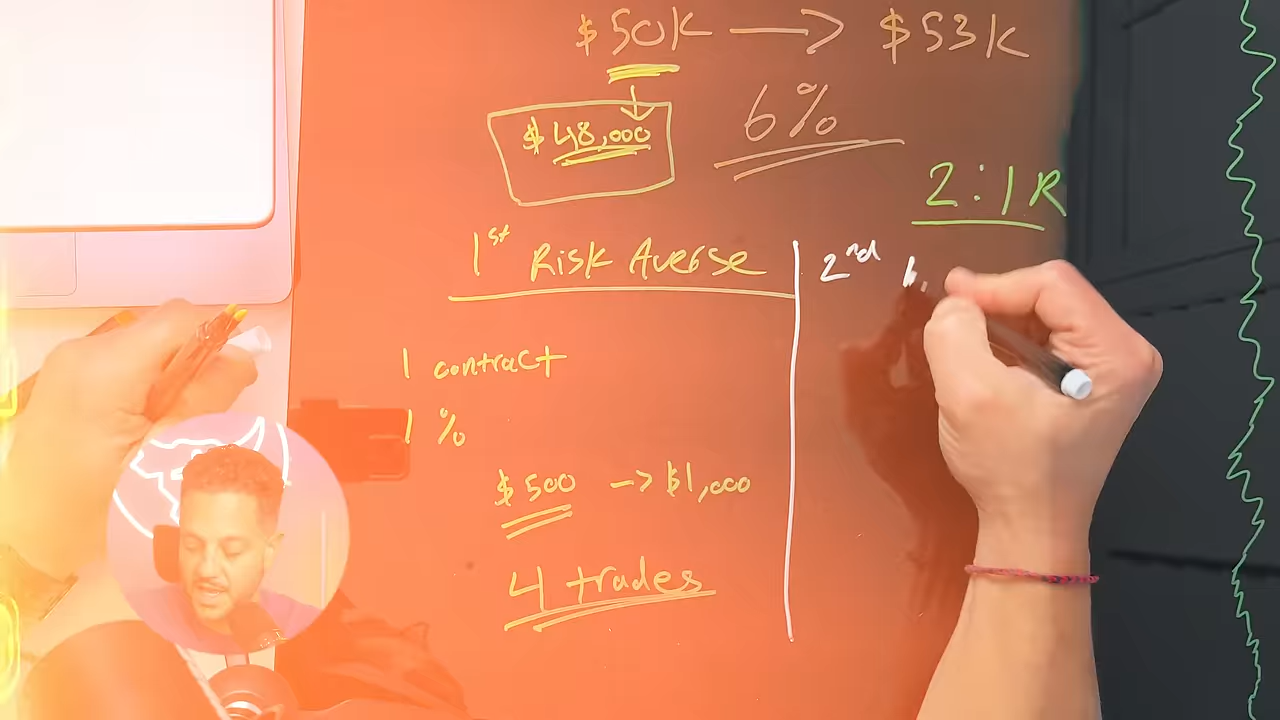 $50K → $53K
$48,000
6%
2:1 R
1st Risk Averse
2nd
1 contract
1 %
$500 → $1,000
4 trades